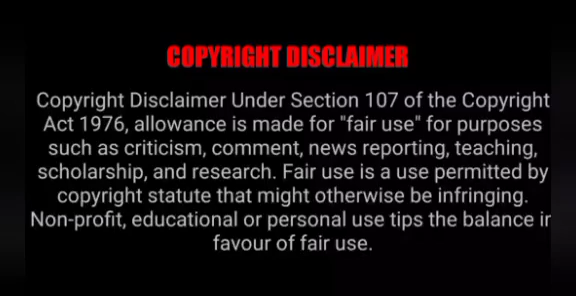 COPYRIGHT DISCLAIMER
Copyright Disclaimer Under Section 107 of the Copyright
Act 1976, allowance is made for "fair use" for purposes
such as criticism, comment, news reporting, teaching,
scholarship, and research. Fair use is a use permitted by
copyright statute that might otherwise be infringing.
Non-profit, educational or personal use tips the balance in
favour of fair use.